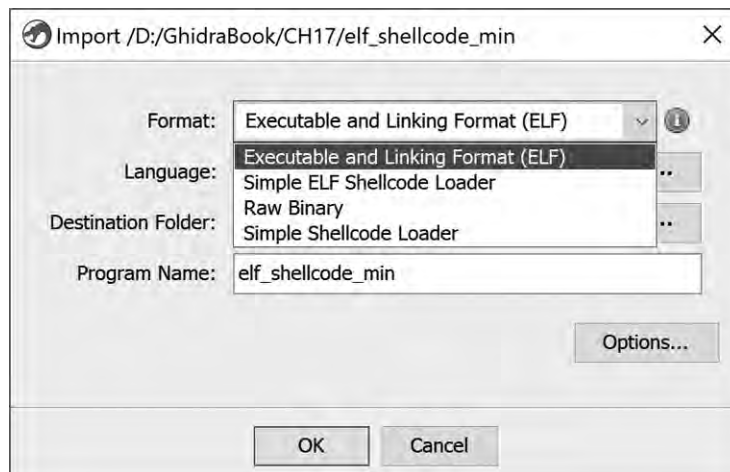 Import /D:/GhidraBook/CH17/elf_shellcode_min
Format: Executable and Linking Format (ELF)
Executable and Linking Format (ELF)
Language: Simple ELF Shellcode Loader
Raw Binary
Destination Folder: Simple Shellcode Loader
Program Name: elf_shellcode_min
Options...
OK Cancel